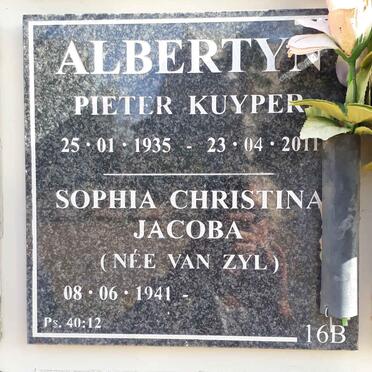 ALBERTYN
PIETER KUYPER
25 · 01 · 1935 - 23 · 04 · 2011
SOPHIA CHRISTINA
JACOBA
(NÉE VAN ZYL)
08 · 06 · 1941 -
Ps. 40:12
16B